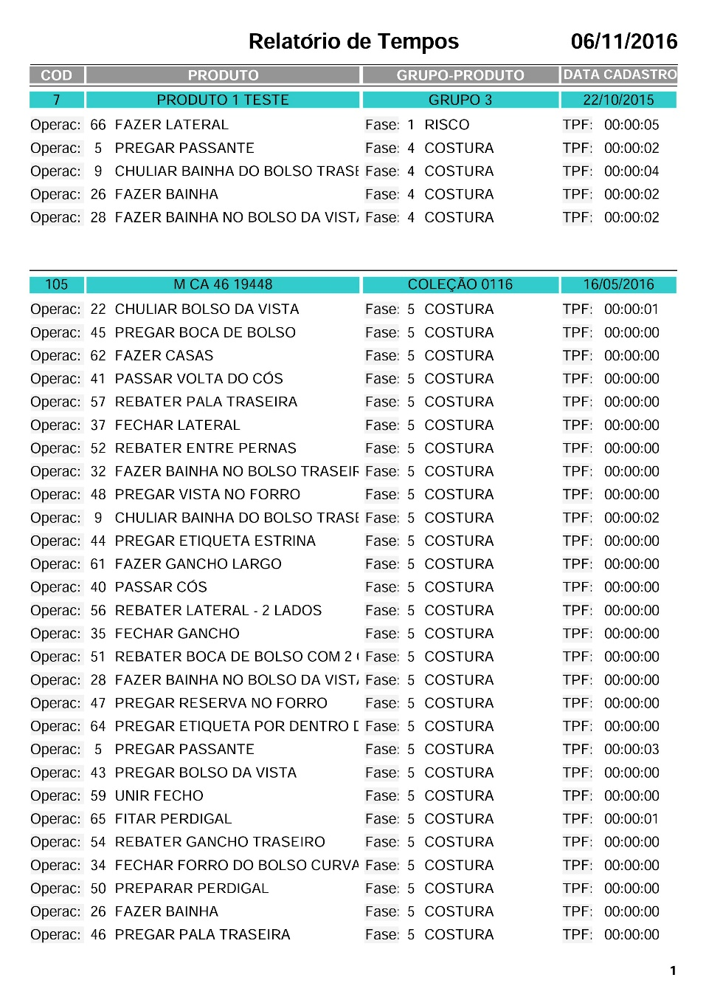 Relatório de Tempos 06/11/2016
COD PRODUTO GRUPO-PRODUTO DATA CADASTRO
7 PRODUTO 1 TESTE GRUPO 3 22/10/2015
Operac: 66 FAZER LATERAL Fase: 1 RISCO TPF: 00:00:05
Operac: 5 PREGAR PASSANTE Fase: 4 COSTURA TPF: 00:00:02
Operac: 9 CHULIAR BAINHA DO BOLSO TRASE Fase: 4 COSTURA TPF: 00:00:04
Operac: 26 FAZER BAINHA Fase: 4 COSTURA TPF: 00:00:02
Operac: 28 FAZER BAINHA NO BOLSO DA VISTA Fase: 4 COSTURA TPF: 00:00:02
105 M CA 46 19448 COLEÇÃO 0116 16/05/2016
Operac: 22 CHULIAR BOLSO DA VISTA Fase: 5 COSTURA TPF: 00:00:01
Operac: 45 PREGAR BOCA DE BOLSO Fase: 5 COSTURA TPF: 00:00:00
Operac: 62 FAZER CASAS Fase: 5 COSTURA TPF: 00:00:00
Operac: 41 PASSAR VOLTA DO CÓS Fase: 5 COSTURA TPF: 00:00:00
Operac: 57 REBATER PALA TRASEIRA Fase: 5 COSTURA TPF: 00:00:00
Operac: 37 FECHAR LATERAL Fase: 5 COSTURA TPF: 00:00:00
Operac: 52 REBATER ENTRE PERNAS Fase: 5 COSTURA TPF: 00:00:00
Operac: 32 FAZER BAINHA NO BOLSO TRASEIR Fase: 5 COSTURA TPF: 00:00:00
Operac: 48 PREGAR VISTA NO FORRO Fase: 5 COSTURA TPF: 00:00:00
Operac: 9 CHULIAR BAINHA DO BOLSO TRASE Fase: 5 COSTURA TPF: 00:00:02
Operac: 44 PREGAR ETIQUETA ESTRINA Fase: 5 COSTURA TPF: 00:00:00
Operac: 61 FAZER GANCHO LARGO Fase: 5 COSTURA TPF: 00:00:00
Operac: 40 PASSAR CÓS Fase: 5 COSTURA TPF: 00:00:00
Operac: 56 REBATER LATERAL - 2 LADOS Fase: 5 COSTURA TPF: 00:00:00
Operac: 35 FECHAR GANCHO Fase: 5 COSTURA TPF: 00:00:00
Operac: 51 REBATER BOCA DE BOLSO COM 2 Fase: 5 COSTURA TPF: 00:00:00
Operac: 28 FAZER BAINHA NO BOLSO DA VISTA Fase: 5 COSTURA TPF: 00:00:00
Operac: 47 PREGAR RESERVA NO FORRO Fase: 5 COSTURA TPF: 00:00:00
Operac: 64 PREGAR ETIQUETA POR DENTRO D Fase: 5 COSTURA TPF: 00:00:00
Operac: 5 PREGAR PASSANTE Fase: 5 COSTURA TPF: 00:00:03
Operac: 43 PREGAR BOLSO DA VISTA Fase: 5 COSTURA TPF: 00:00:00
Operac: 59 UNIR FECHO Fase: 5 COSTURA TPF: 00:00:00
Operac: 65 FITAR PERDIGAL Fase: 5 COSTURA TPF: 00:00:01
Operac: 54 REBATER GANCHO TRASEIRO Fase: 5 COSTURA TPF: 00:00:00
Operac: 34 FECHAR FORRO DO BOLSO CURVA Fase: 5 COSTURA TPF: 00:00:00
Operac: 50 PREPARAR PERDIGAL Fase: 5 COSTURA TPF: 00:00:00
Operac: 26 FAZER BAINHA Fase: 5 COSTURA TPF: 00:00:00
Operac: 46 PREGAR PALA TRASEIRA Fase: 5 COSTURA TPF: 00:00:00
1